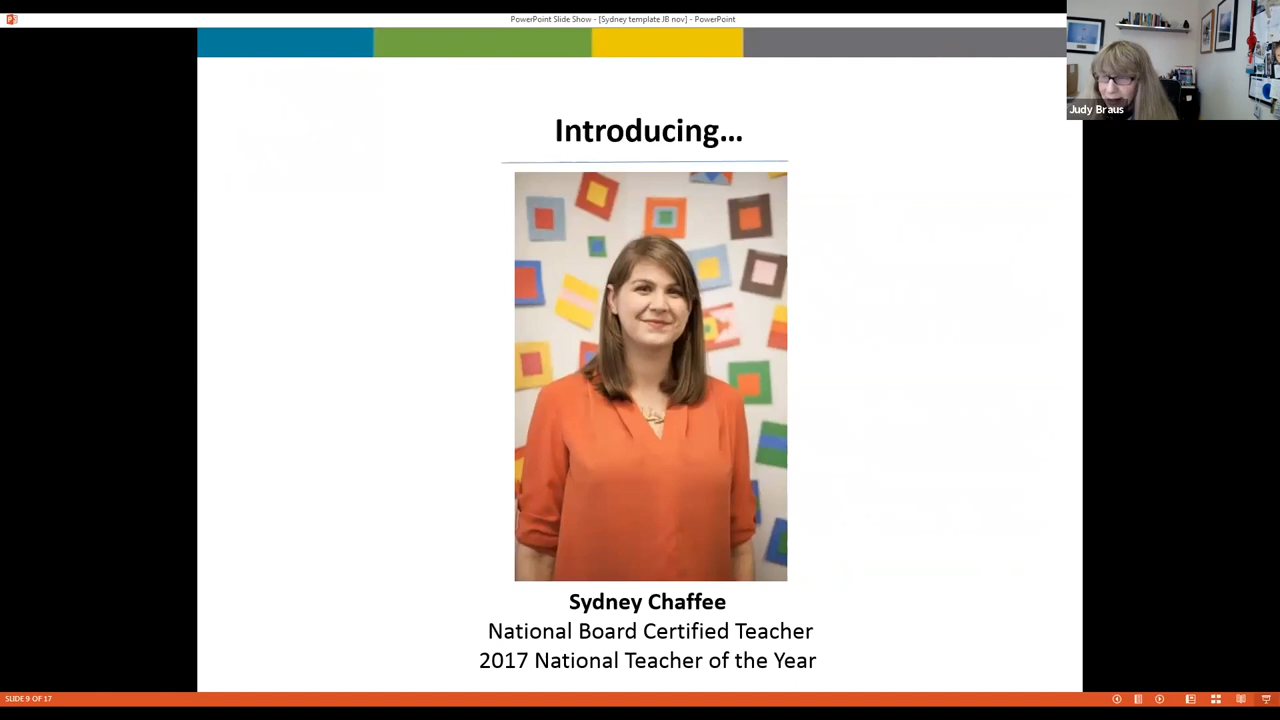 PowerPoint Slide Show - [Sydney template JB nov] - PowerPoint
Judy Braus
Introducing...
Sydney Chaffee
National Board Certified Teacher
2017 National Teacher of the Year
SLIDE 9 OF 17